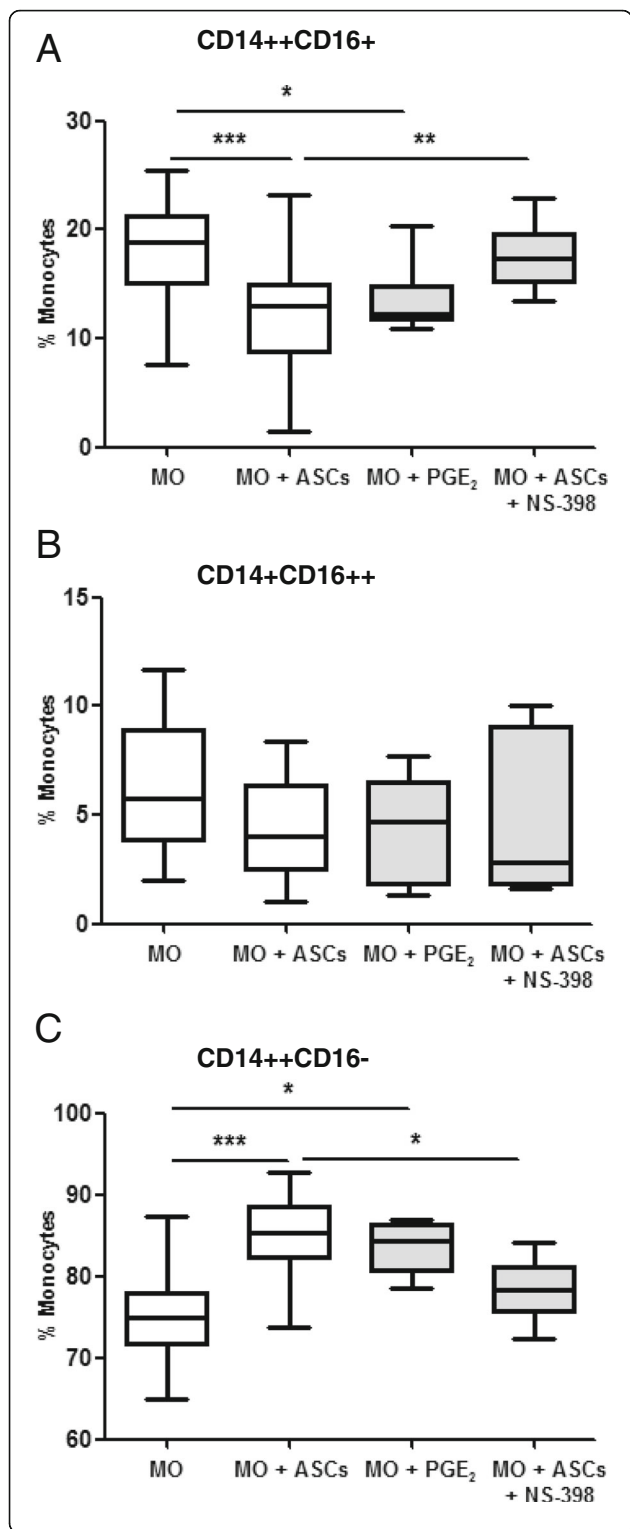 A
CD14++CD16+
*
***
**
30
20
10
0
% Monocytes
MO
MO + ASCs
MO + PGE₂
MO + ASCs
+ NS-398
B
CD14+CD16++
15
10
5
0
% Monocytes
MO
MO + ASCs
MO + PGE₂
MO + ASCs
+ NS-398
C
CD14++CD16-
*
***
*
100
90
80
70
60
% Monocytes
MO
MO + ASCs
MO + PGE₂
MO + ASCs
+ NS-398